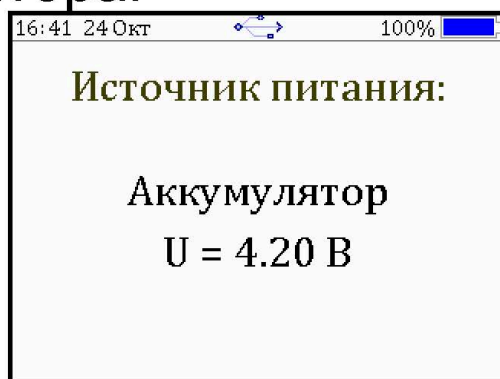 16:41 24 Окт 100%
Источник питания:
Аккумулятор
U = 4.20 В